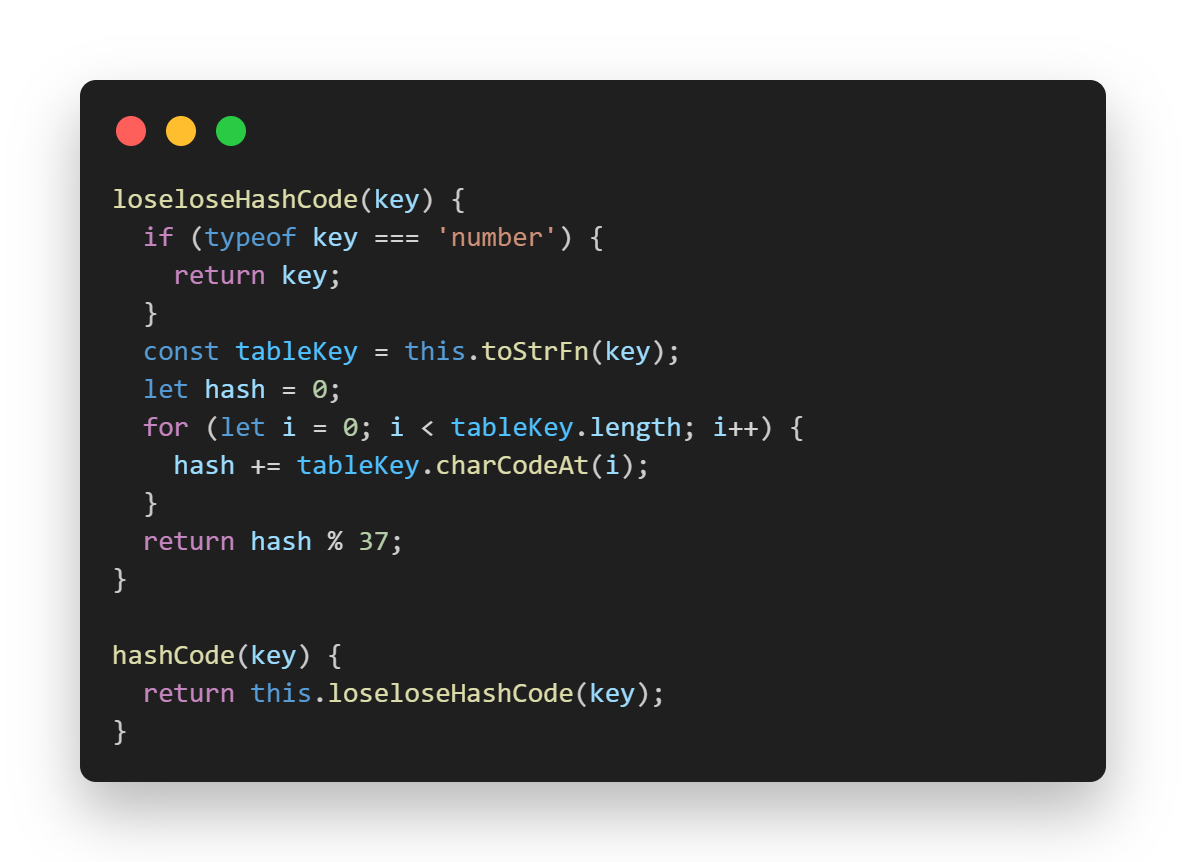 loseloseHashCode(key) {
  if (typeof key === 'number') {
    return key;
  }
  const tableKey = this.toStrFn(key);
  let hash = 0;
  for (let i = 0; i < tableKey.length; i++) {
    hash += tableKey.charCodeAt(i);
  }
  return hash % 37;
}

hashCode(key) {
  return this.loseloseHashCode(key);
}